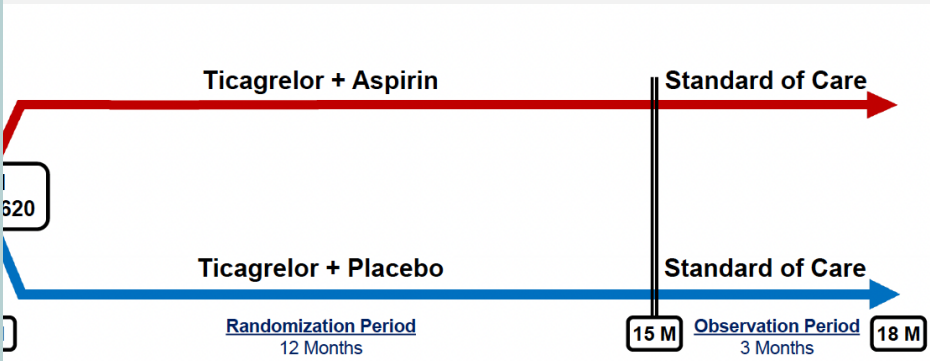 Ticagrelor + Aspirin
Standard of Care
620
Ticagrelor + Placebo
Standard of Care
Randomization Period
12 Months
15 M
Observation Period
3 Months
18 M